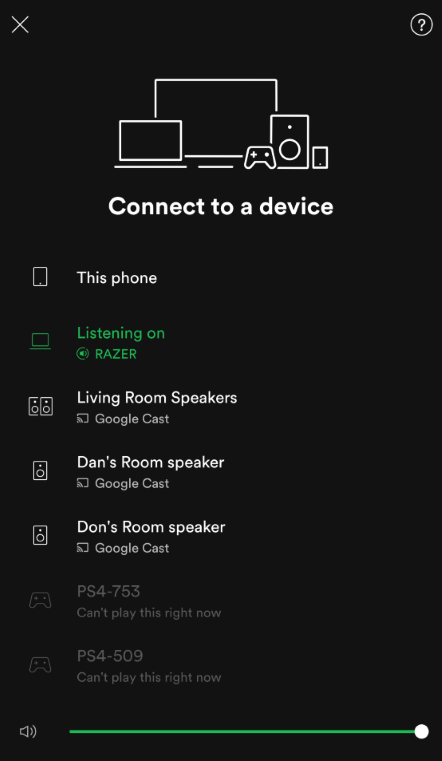 Connect to a device
This phone
Listening on
RAZER
Living Room Speakers
Google Cast
Dan's Room speaker
Google Cast
Don's Room speaker
Google Cast
PS4-753
Can't play this right now
PS4-509
Can't play this right now